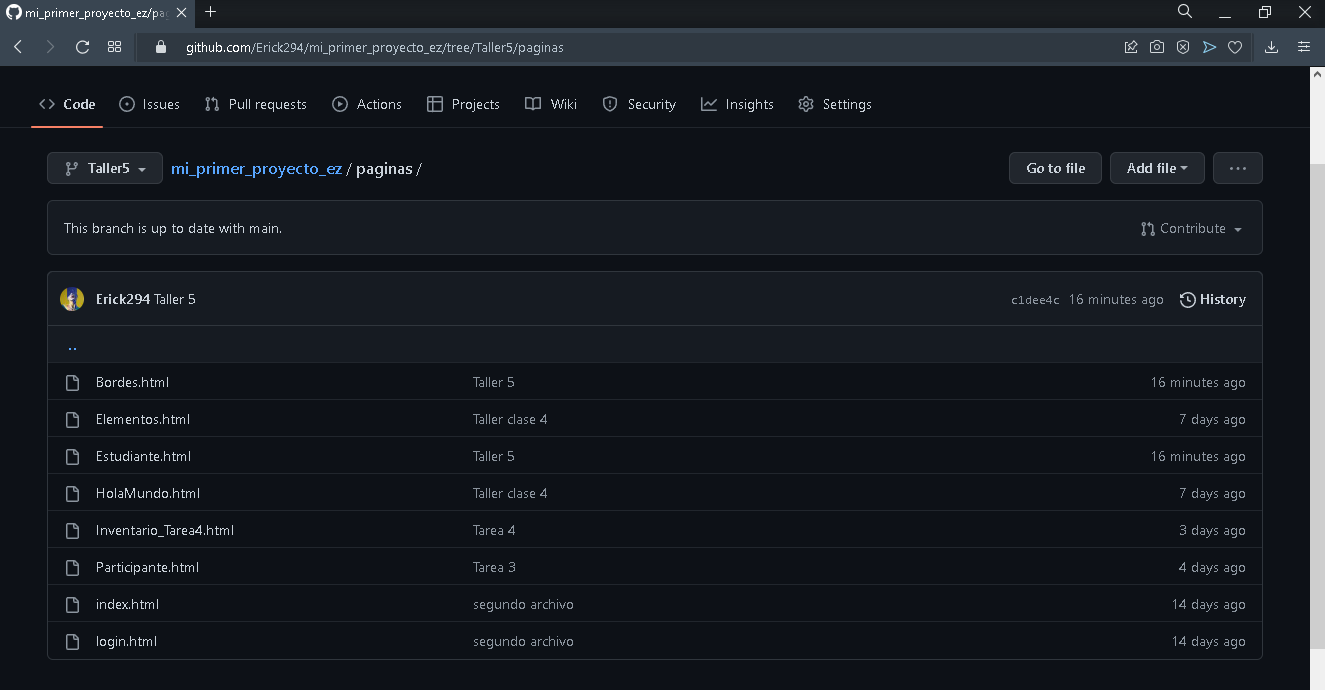 mi_primer_proyecto_ez/pa
github.com/Erick294/mi_primer_proyecto_ez/tree/Taller5/paginas
Code Issues Pull requests Actions Projects Wiki Security Insights Settings
Taller5 mi_primer_proyecto_ez / paginas / Go to file Add file ...
This branch is up to date with main. Contribute
Erick294 Taller 5 c1dee4c 16 minutes ago History
..
Bordes.html Taller 5 16 minutes ago
Elementos.html Taller clase 4 7 days ago
Estudiante.html Taller 5 16 minutes ago
HolaMundo.html Taller clase 4 7 days ago
Inventario_Tarea4.html Tarea 4 3 days ago
Participante.html Tarea 3 4 days ago
index.html segundo archivo 14 days ago
login.html segundo archivo 14 days ago